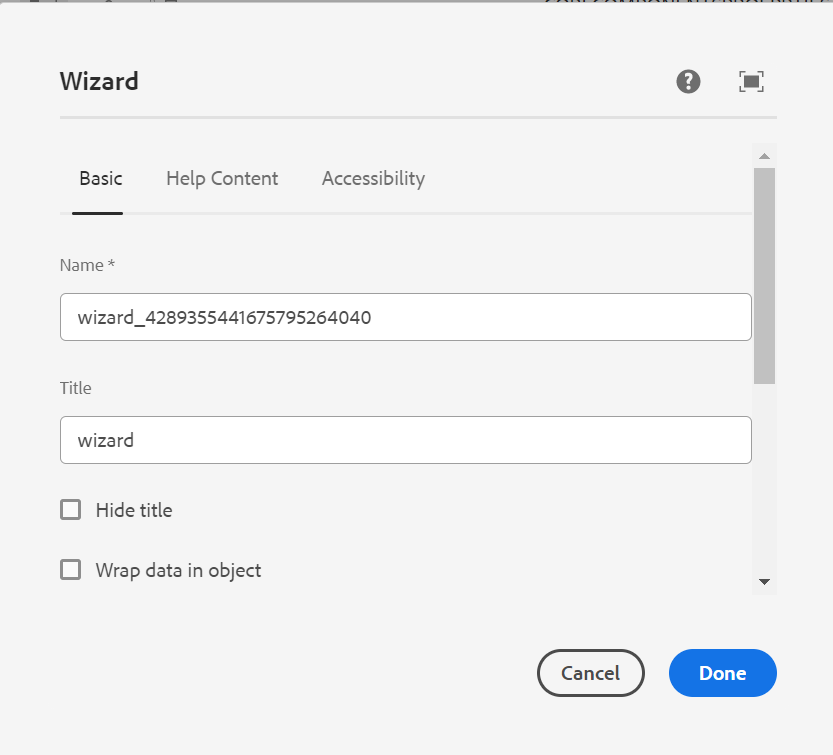 Wizard
Basic Help Content Accessibility
Name *
wizard_4289355441675795264040
Title
wizard
Hide title
Wrap data in object
Cancel Done